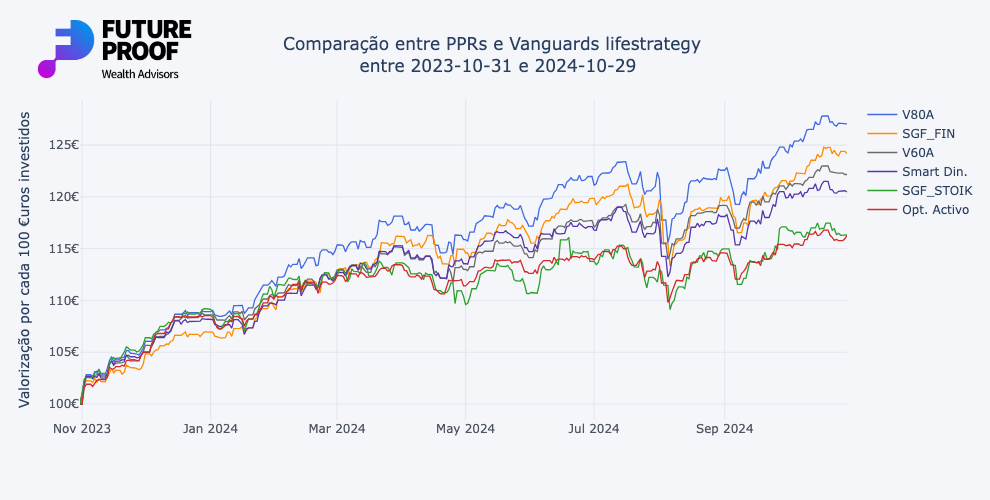 FUTURE
PROOF
Wealth Advisors
Comparação entre PPRs e Vanguards lifestrategy
entre 2023-10-31 e 2024-10-29
Valorização por cada 100 €uros investidos
125€
120€
115€
110€
105€
100€
Nov 2023
Jan 2024
Mar 2024
May 2024
Jul 2024
Sep 2024
V80A
SGF_FIN
V60A
Smart Din.
SGF_STOIK
Opt. Activo